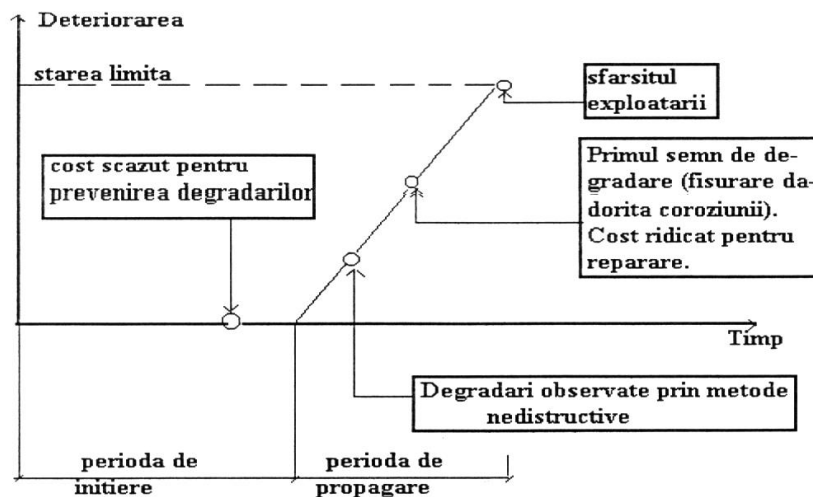 Deteriorarea
starea limita
sfarsitul
exploatarii
cost scazut pentru
prevenirea degradarilor
Primul semn de de-
gradare (fisurare da-
dorita coroziunii).
Cost ridicat pentru
reparare.
Timp
Degradari observate prin metode
nedistructive
perioda de
initiere
perioda de
propagare